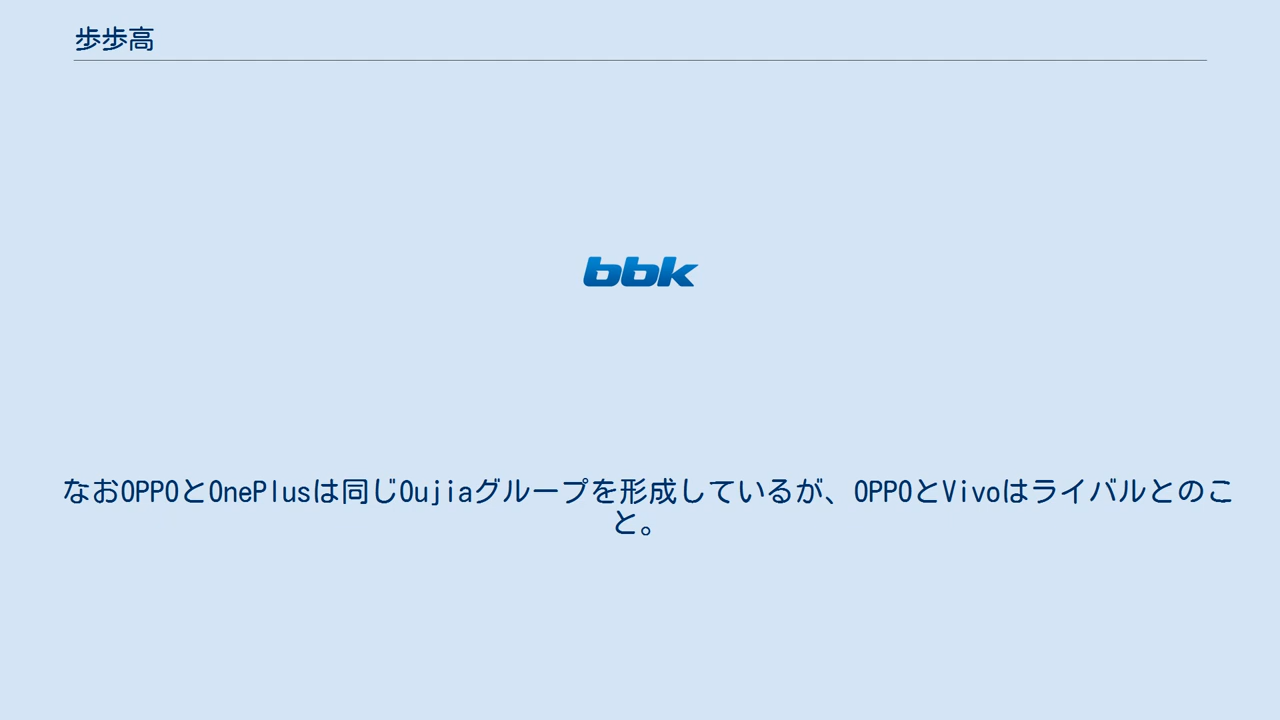 歩歩高
bbk
なおOPPOとOnePlusは同じOujiaグループを形成しているが、OPPOとVivoはライバルとのこ
と。